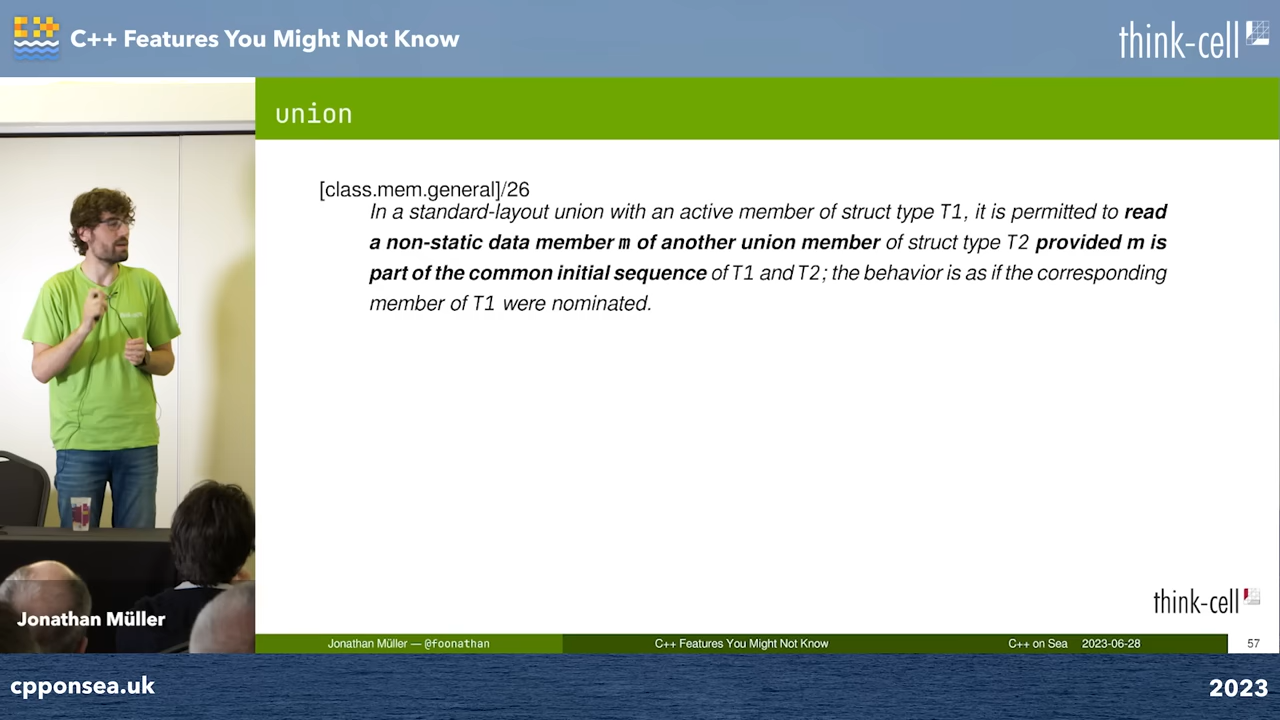 C++
C++ Features You Might Not Know
think-cell
union
[class.mem.general]/26
In a standard-layout union with an active member of struct type T1, it is permitted to read
a non-static data member m of another union member of struct type T2 provided m is
part of the common initial sequence of T1 and T2; the behavior is as if the corresponding
member of T1 were nominated.
Jonathan Müller
think-cell
Jonathan Müller — @foonathan
C++ Features You Might Not Know
C++ on Sea
2023-06-28
57
cpponsea.uk
2023